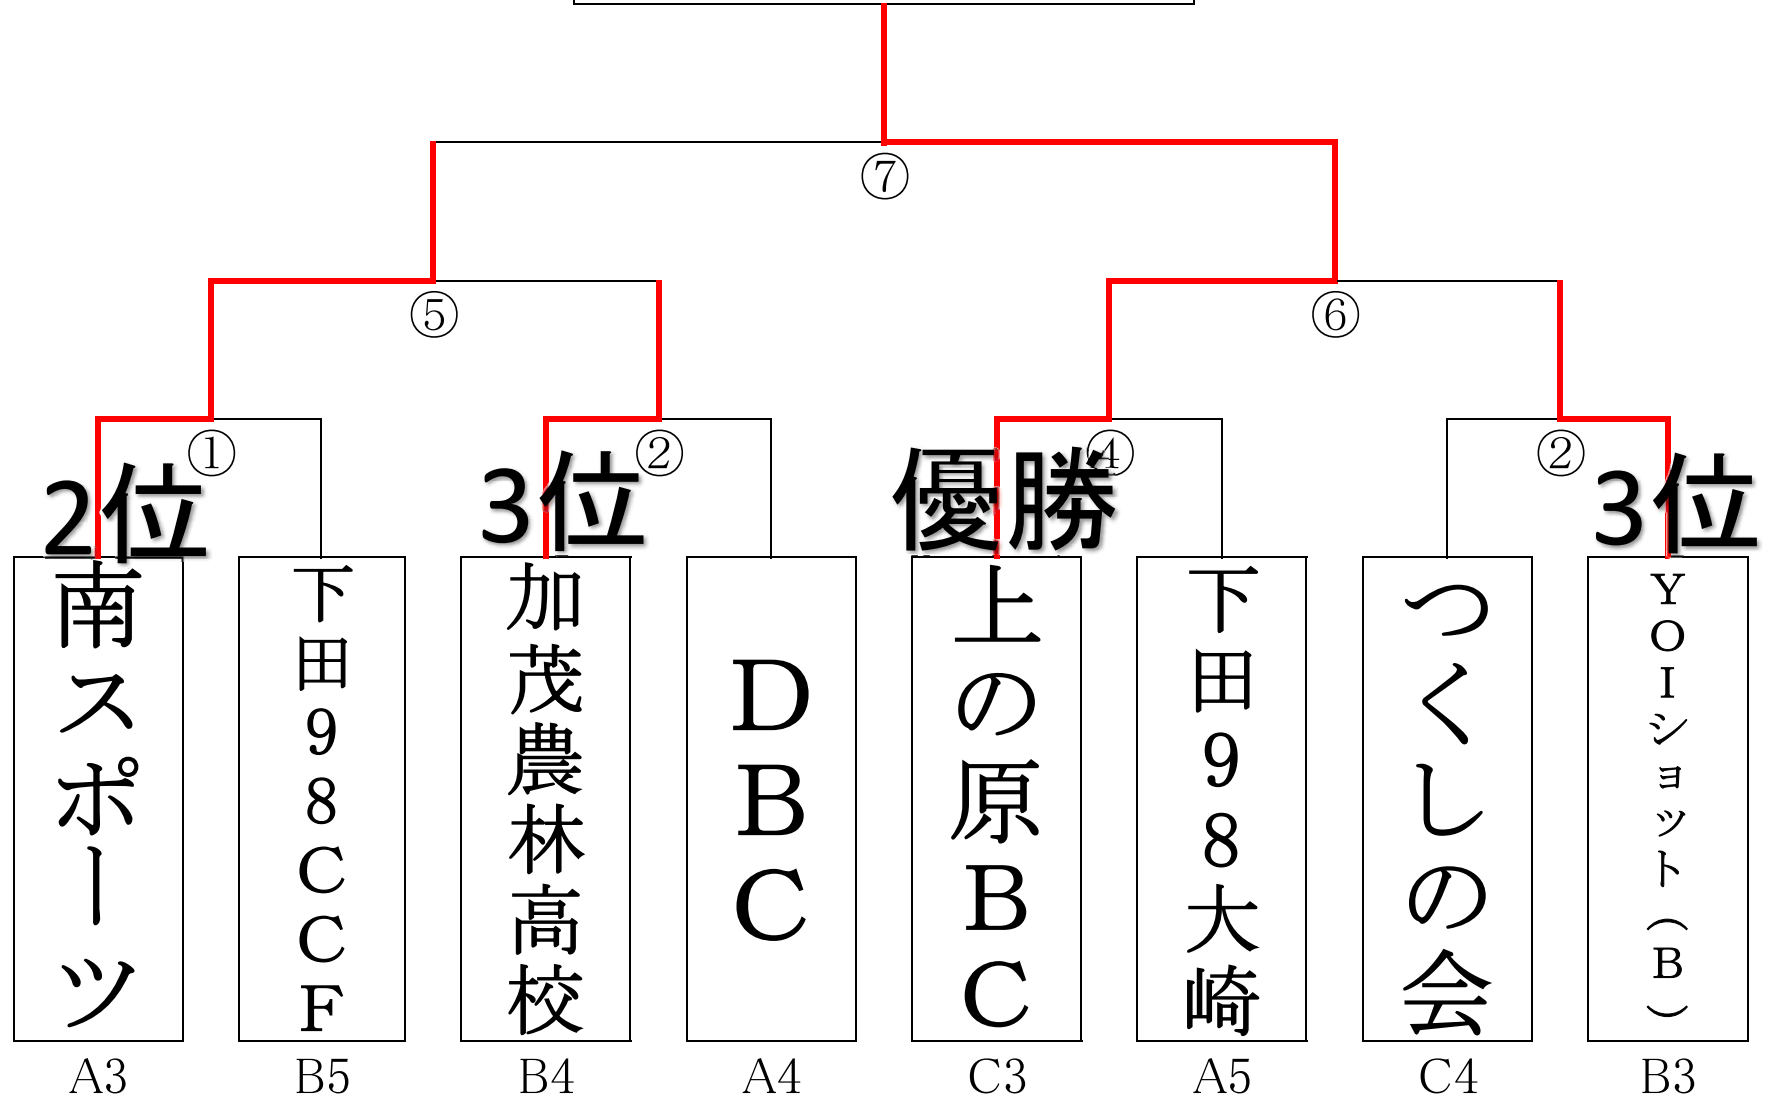 ⑦
⑤
⑥
①
②
④
②
2位
3位
優勝
3位
南スポーツ
下田98CCF
加茂農林高校
DBC
上の原BC
下田98大崎
つくしの会
YOIショット(B)
A3
B5
B4
A4
C3
A5
C4
B3